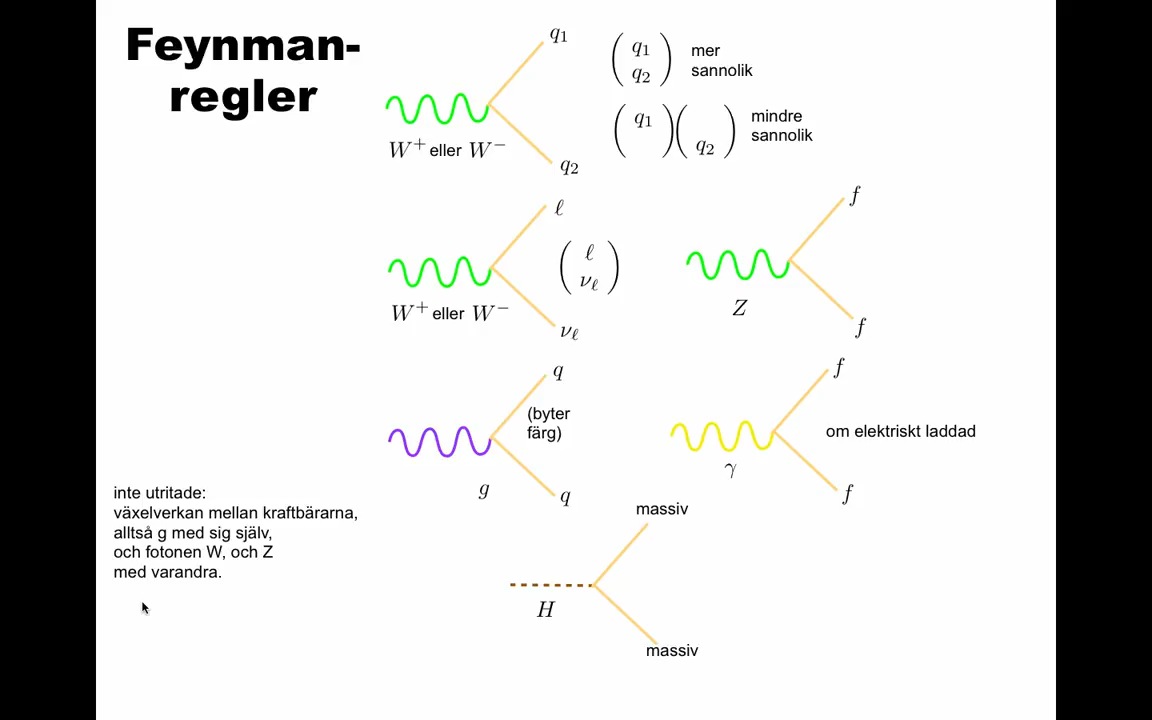 Feynman-
regler
q₁
q₂
W⁺ eller W⁻
( q₁
q₂ )
mer
sannolik
( q₁ ) ( q₂ )
mindre
sannolik
ℓ
ν_ℓ
W⁺ eller W⁻
( ℓ
ν_ℓ )
f
f
Z
q
q
(byter
färg)
g
f
f
om elektriskt laddad
γ
inte utritade:
växelverkan mellan kraftbärarna,
alltså g med sig själv,
och fotonen W, och Z
med varandra.
massiv
H
massiv